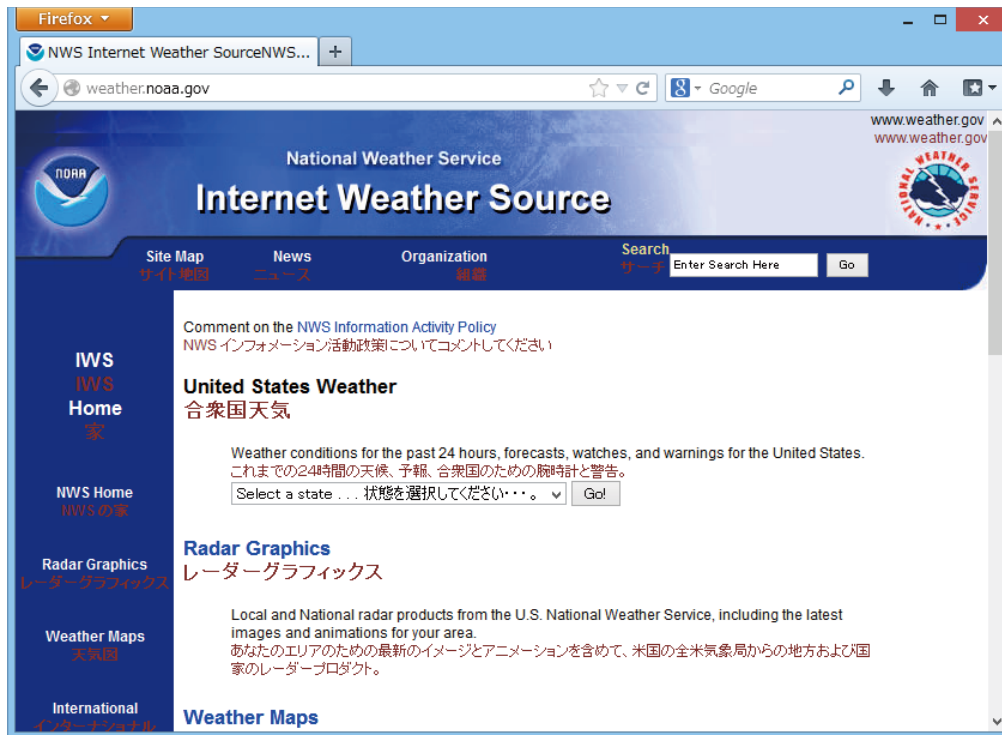 Firefox
NWS Internet Weather SourceNWS...
weather.noaa.gov
Google
www.weather.gov
www.weather.gov
NOAA
National Weather Service
Internet Weather Source
NATIONAL WEATHER SERVICE
Site Map
サイト地図
News
ニュース
Organization
組織
Search
サーチ
Enter Search Here
Go
Comment on the NWS Information Activity Policy
NWS インフォメーション活動政策についてコメントしてください
IWS
IWS
Home
家
United States Weather
合衆国天気
Weather conditions for the past 24 hours, forecasts, watches, and warnings for the United States.
これまでの24時間の天候、予報、合衆国のための腕時計と警告。
Select a state . . . 状態を選択してください・・・。
Go!
NWS Home
NWSの家
Radar Graphics
レーダーグラフィックス
Radar Graphics
レーダーグラフィックス
Local and National radar products from the U.S. National Weather Service, including the latest
images and animations for your area.
あなたのエリアのための最新のイメージとアニメーションを含めて、米国の全米気象局からの地方および国
家のレーダープロダクト。
Weather Maps
天気図
International
インターナショナル
Weather Maps